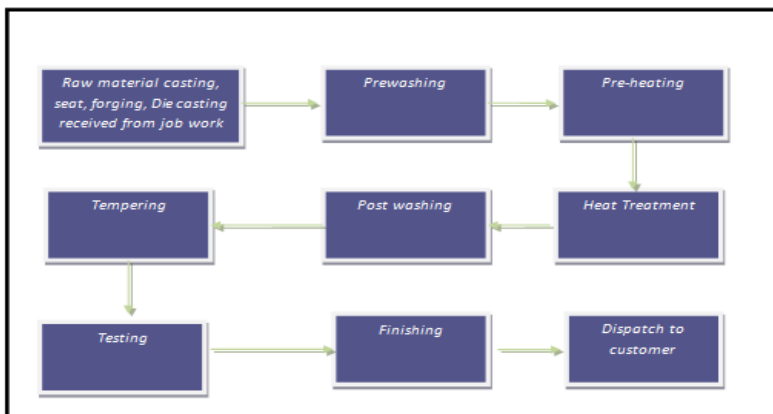 Raw material casting,
seat, forging, Die casting
received from job work
Prewashing
Pre-heating
Heat Treatment
Post washing
Tempering
Testing
Finishing
Dispatch to
customer